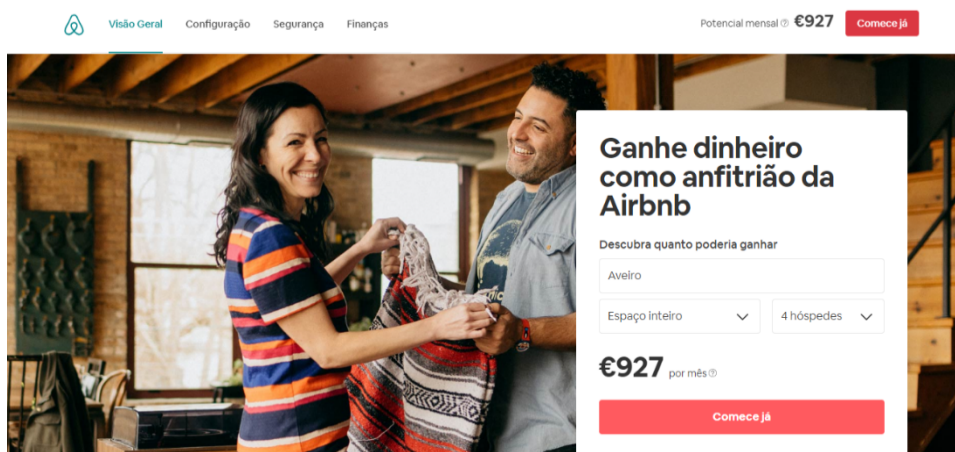 Visão Geral Configuração Segurança Finanças Potencial mensal ? €927 Comece já
Ganhe dinheiro
como anfitrião da
Airbnb
Descubra quanto poderia ganhar
Aveiro
Espaço inteiro 4 hóspedes
€927 por mês ?
Comece já